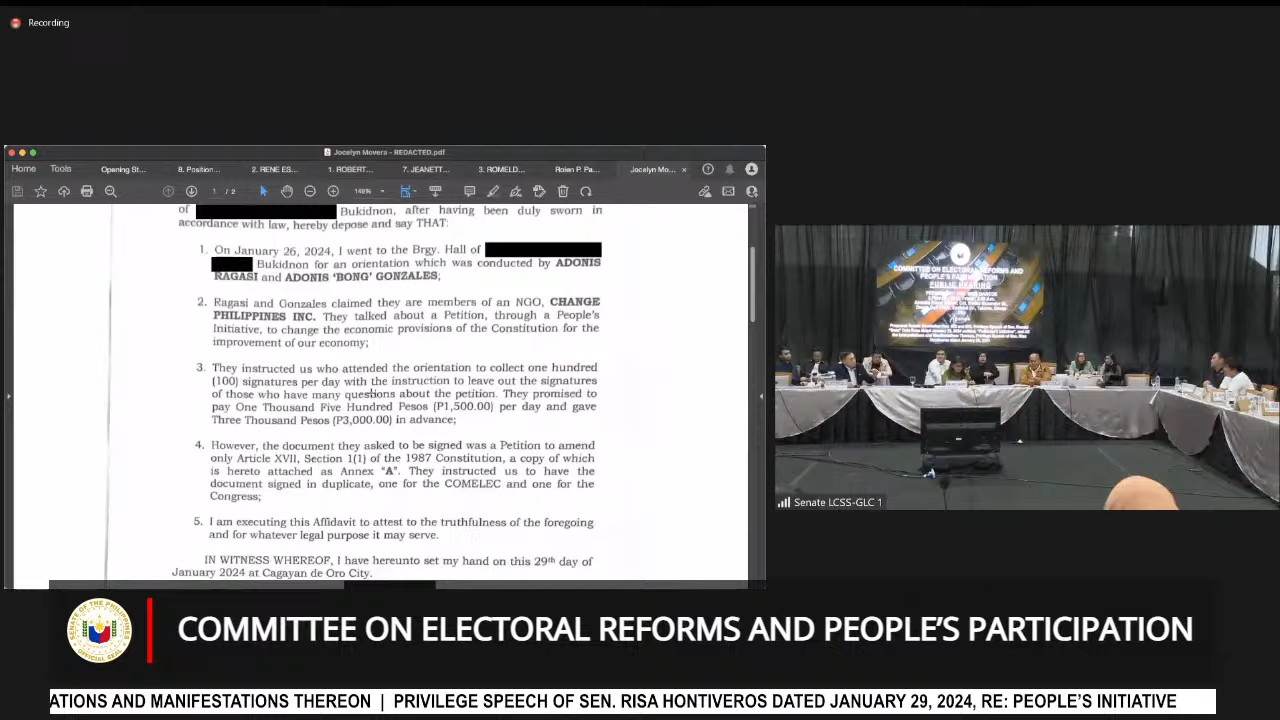 Recording
Jocelyn Movera - REDACTED.pdf
Home Tools Opening St... 8. Position... 2. RENE ES... 1. ROBERT... 7. JEANETT... 3. ROMELD... Rolen P. Pa... Jocelyn Mo... ×
1 / 2 149%
of Bukidnon, after having been duly sworn in
accordance with law, hereby depose and say THAT:
1. On January 26, 2024, I went to the Brgy. Hall of
Bukidnon for an orientation which was conducted by ADONIS
RAGASI and ADONIS 'BONG' GONZALES;
2. Ragasi and Gonzales claimed they are members of an NGO, CHANGE
PHILIPPINES INC. They talked about a Petition, through a People's
Initiative, to change the economic provisions of the Constitution for the
improvement of our economy;
3. They instructed us who attended the orientation to collect one hundred
(100) signatures per day with the instruction to leave out the signatures
of those who have many questions about the petition. They promised to
pay One Thousand Five Hundred Pesos (P1,500.00) per day and gave
Three Thousand Pesos (P3,000.00) in advance;
4. However, the document they asked to be signed was a Petition to amend
only Article XVII, Section 1(1) of the 1987 Constitution, a copy of which
is hereto attached as Annex "A". They instructed us to have the
document signed in duplicate, one for the COMELEC and one for the
Congress;
5. I am executing this Affidavit to attest to the truthfulness of the foregoing
and for whatever legal purpose it may serve.
IN WITNESS WHEREOF, I have hereunto set my hand on this 29th day of
January 2024 at Cagayan de Oro City.
COMMITTEE ON ELECTORAL REFORMS AND
PEOPLE'S PARTICIPATION
PUBLIC HEARING
Senate LCSS-GLC 1
SENATE OF THE PHILIPPINES
OFFICIAL SEAL
COMMITTEE ON ELECTORAL REFORMS AND PEOPLE'S PARTICIPATION
ATIONS AND MANIFESTATIONS THEREON | PRIVILEGE SPEECH OF SEN. RISA HONTIVEROS DATED JANUARY 29, 2024, RE: PEOPLE'S INITIATIVE